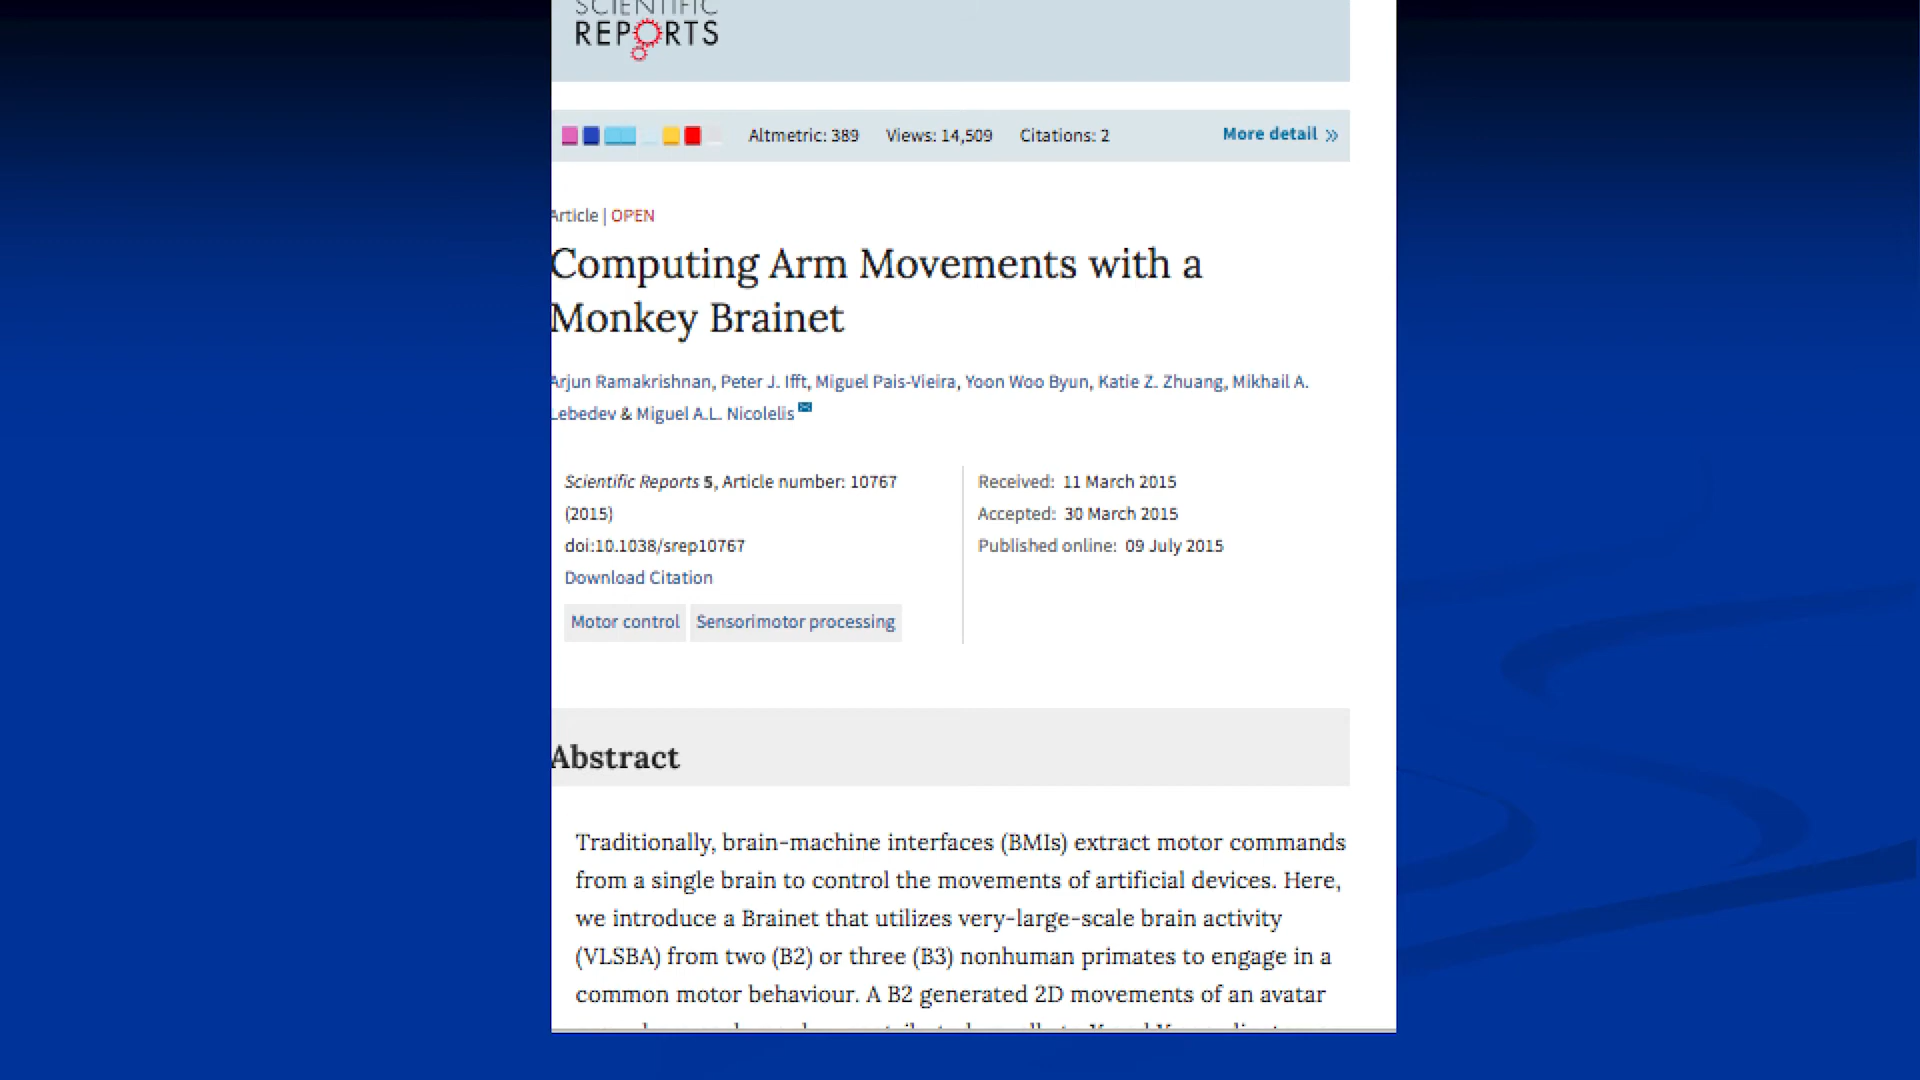 SCIENTIFIC
REPORTS
Altmetric: 389 Views: 14,509 Citations: 2 More detail »
Article | OPEN
Computing Arm Movements with a
Monkey Brainet
Arjun Ramakrishnan, Peter J. Ifft, Miguel Pais-Vieira, Yoon Woo Byun, Katie Z. Zhuang, Mikhail A.
Lebedev & Miguel A.L. Nicolelis
Scientific Reports 5, Article number: 10767
(2015)
doi:10.1038/srep10767
Download Citation
Motor control Sensorimotor processing
Received: 11 March 2015
Accepted: 30 March 2015
Published online: 09 July 2015
Abstract
Traditionally, brain-machine interfaces (BMIs) extract motor commands
from a single brain to control the movements of artificial devices. Here,
we introduce a Brainet that utilizes very-large-scale brain activity
(VLSBA) from two (B2) or three (B3) nonhuman primates to engage in a
common motor behaviour. A B2 generated 2D movements of an avatar